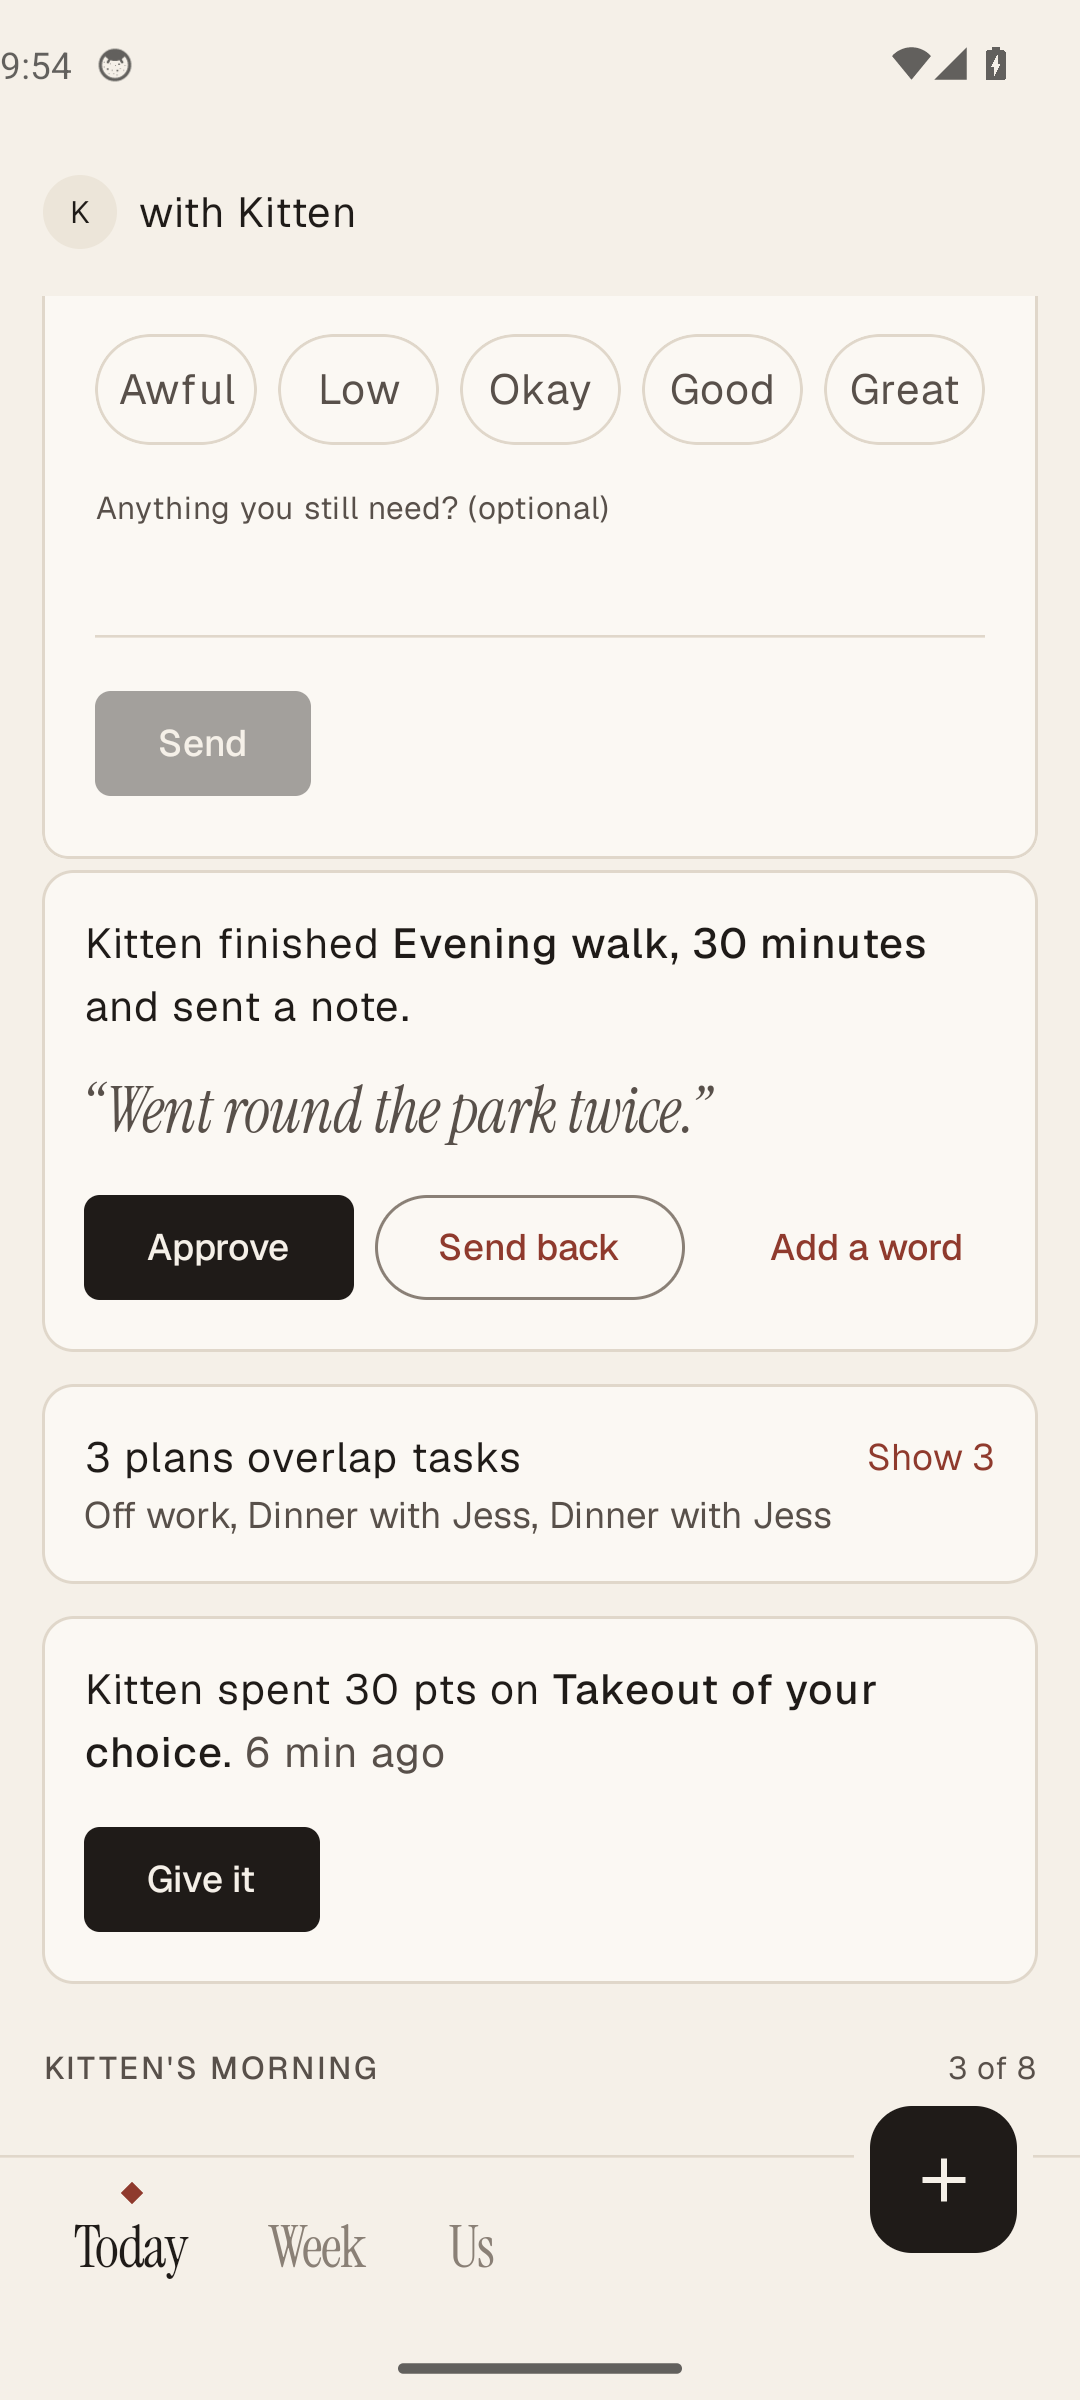 9:54
K
with Kitten
Awful Low Okay Good Great
Anything you still need? (optional)
Send
Kitten finished Evening walk, 30 minutes
and sent a note.
“Went round the park twice.”
Approve Send back Add a word
3 plans overlap tasks Show 3
Off work, Dinner with Jess, Dinner with Jess
Kitten spent 30 pts on Takeout of your
choice. 6 min ago
Give it
KITTEN'S MORNING 3 of 8
+
Today Week Us